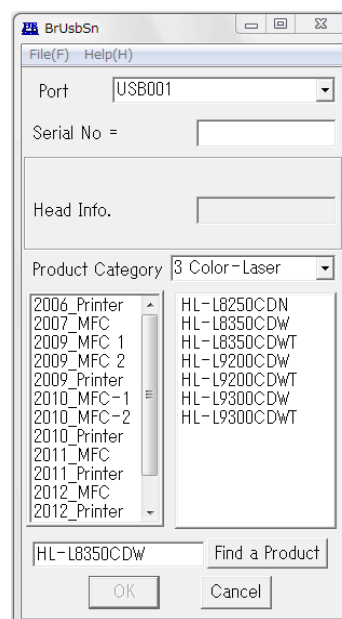 BrUsbSn
File(F) Help(H)
Port USB001
Serial No =
Head Info.
Product Category 3 Color-Laser
2006_Printer
2007_MFC
2009_MFC 1
2009_MFC 2
2009_Printer
2010_MFC-1
2010_MFC-2
2010_Printer
2011_MFC
2011_Printer
2012_MFC
2012_Printer
HL-L8250CDN
HL-L8350CDW
HL-L8350CDWT
HL-L9200CDW
HL-L9200CDWT
HL-L9300CDW
HL-L9300CDWT
HL-L8350CDW Find a Product
OK Cancel